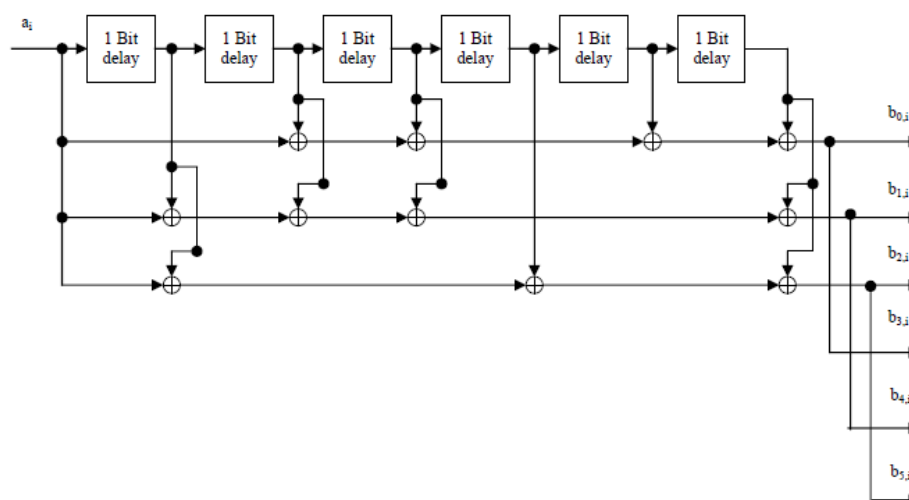 a_i
1 Bit
delay
1 Bit
delay
1 Bit
delay
1 Bit
delay
1 Bit
delay
1 Bit
delay
b_0,i
b_1,i
b_2,i
b_3,i
b_4,i
b_5,i